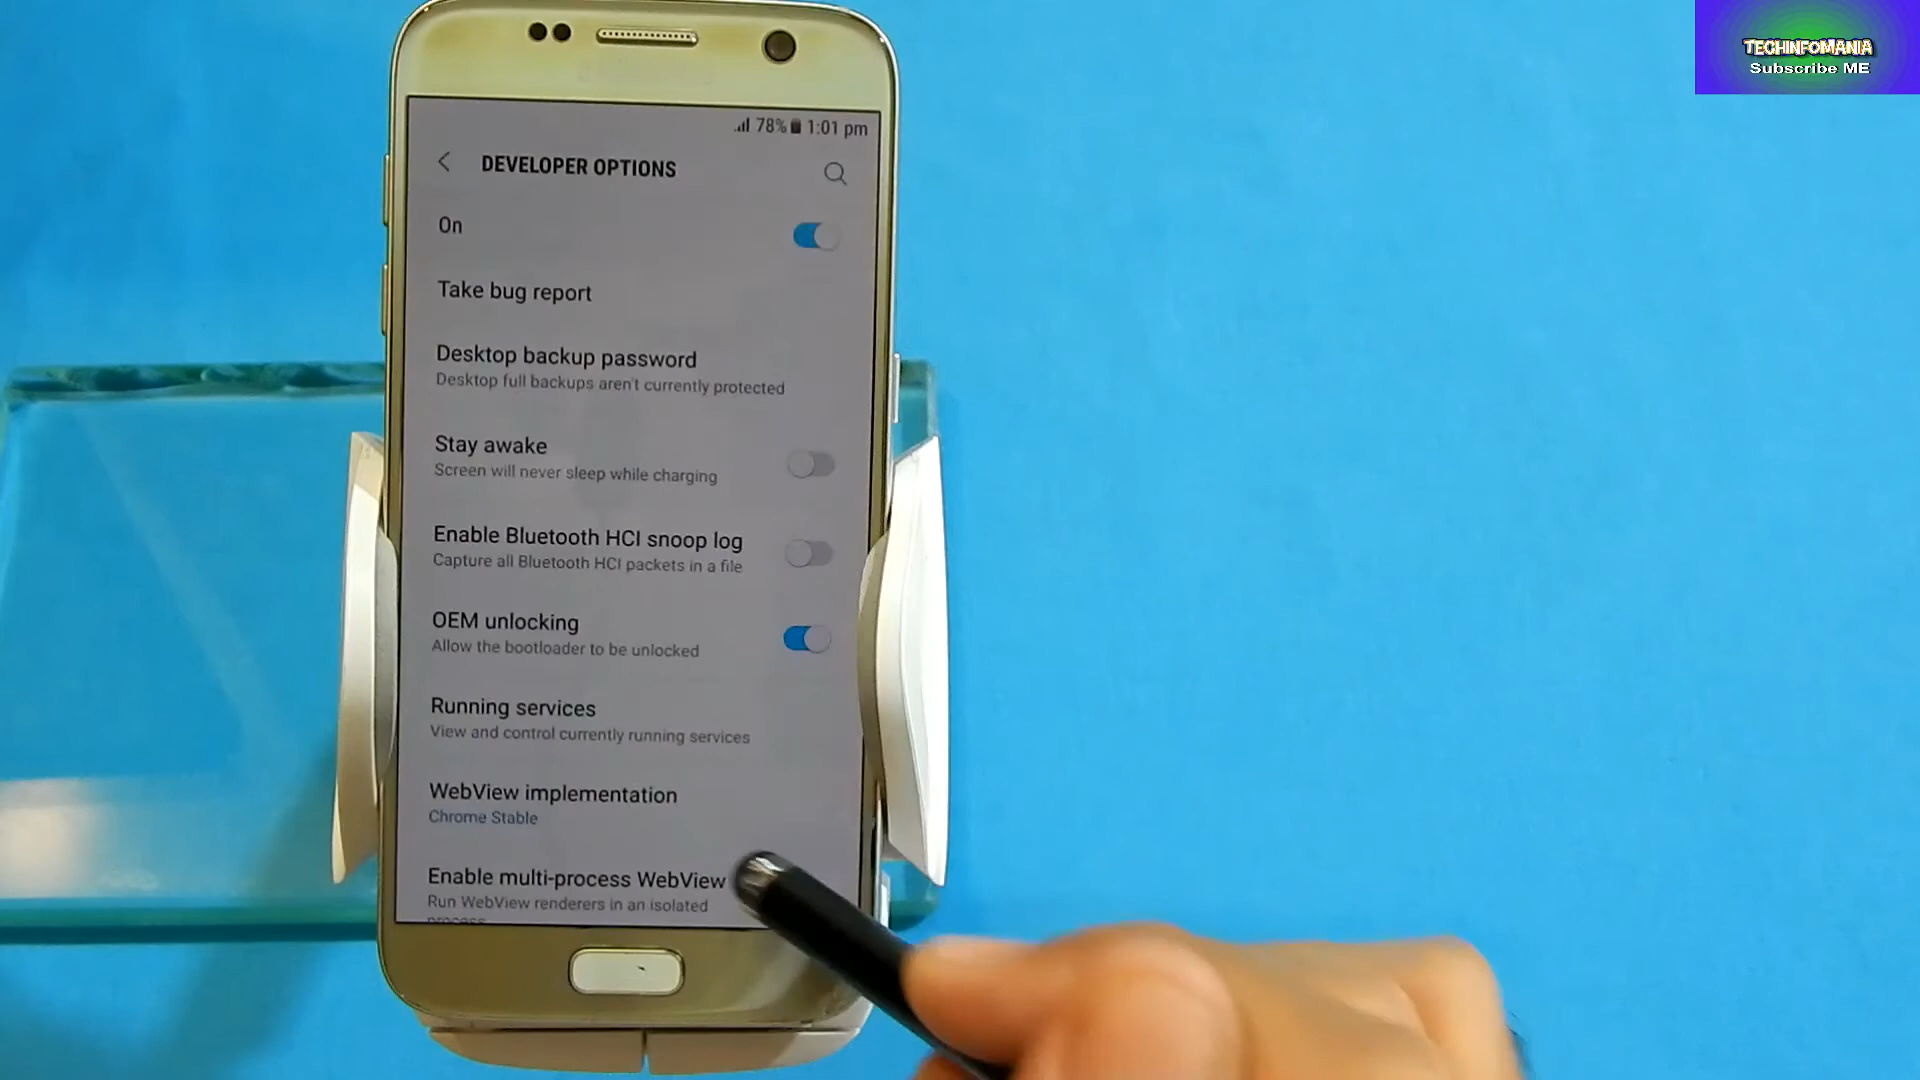 TECHINFOMANIA
Subscribe ME
78% 1:01 pm
DEVELOPER OPTIONS
On
Take bug report
Desktop backup password
Desktop full backups aren't currently protected
Stay awake
Screen will never sleep while charging
Enable Bluetooth HCI snoop log
Capture all Bluetooth HCI packets in a file
OEM unlocking
Allow the bootloader to be unlocked
Running services
View and control currently running services
WebView implementation
Chrome Stable
Enable multi-process WebView
Run WebView renderers in an isolated
process